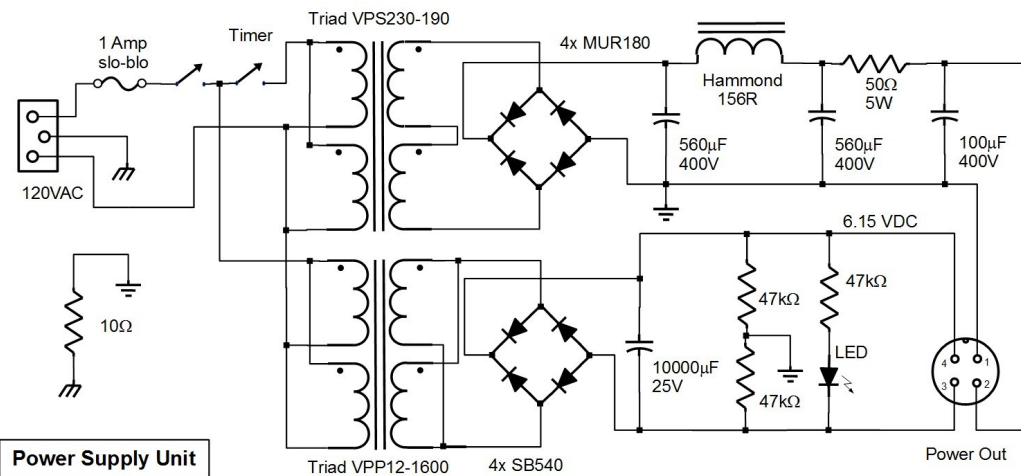 Triad VPS230-190
1 Amp
slo-blo
Timer
4x MUR180
Hammond
156R
50Ω
5W
560µF
400V
560µF
400V
100µF
400V
120VAC
6.15 VDC
10Ω
47kΩ
47kΩ
47kΩ
10000µF
25V
LED
4
1
3
2
Power Supply Unit
Triad VPP12-1600
4x SB540
Power Out